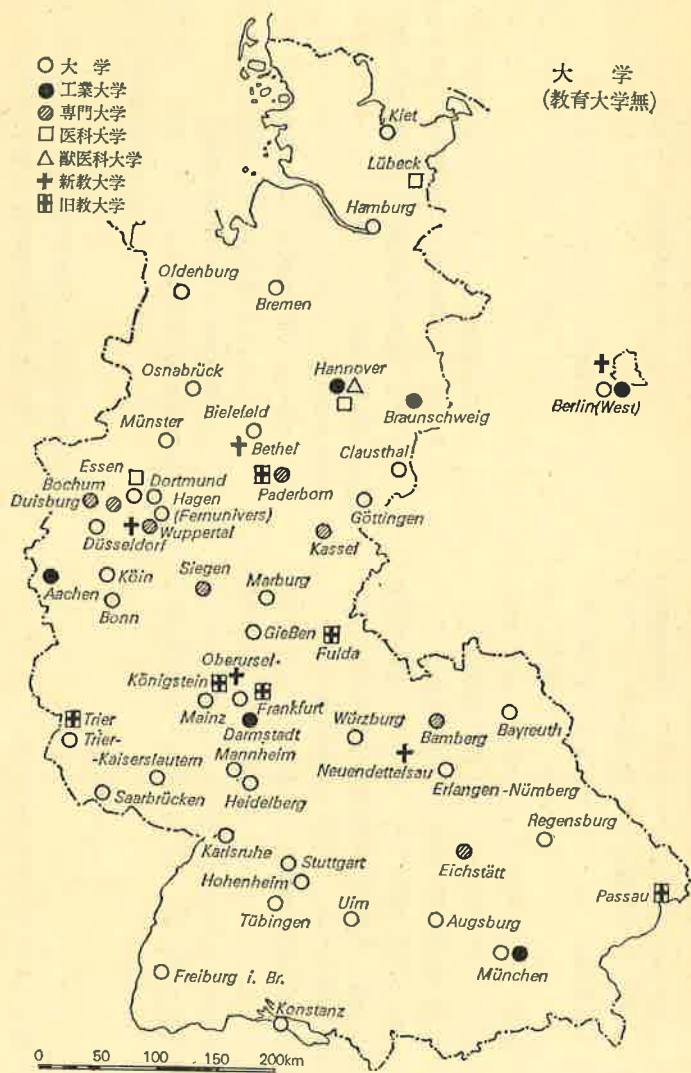 大学
工業大学
専門大学
医科大学
獣医科大学
新教大学
旧教大学
大 学
(教育大学無)
Kiet
Lübeck
Hamburg
Oldenburg
Bremen
Osnabrück
Hannover
Braunschweig
Berlin(West)
Münster
Bielefeld
Bethel
Clausthal
Essen
Bochum
Dortmund
Duisburg
Hagen
(Fernunivers)
Paderborn
Göttingen
Düsseldorf
Wuppertal
Kassel
Aachen
Köin
Siegen
Marburg
Bonn
Gießen
Fulda
Oberursel-
Königstein
Trier
Mainz
Frankfurt
Darmstadt
Würzburg
Bamberg
Bayreuth
Trier-
-Kaiserslautern
Mannheim
Neuendettelsau
Erlangen-Nümberg
Saarbrücken
Heidelberg
Regensburg
Karlsruhe
Stuttgart
Eichstätt
Hohenheim
Passau
Tübingen
Uim
Augsburg
München
Freiburg i. Br.
Konstanz
0 50 100 150 200km